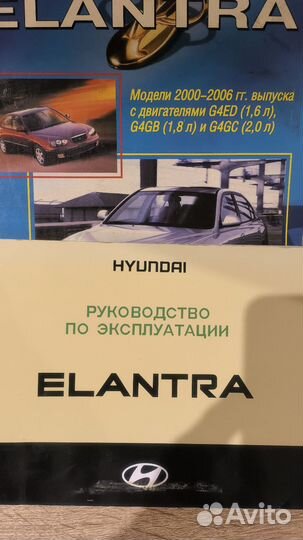 ELANTRA
Модели 2000–2006 гг. выпуска
с двигателями G4ED (1,6 л),
G4GB (1,8 л) и G4GC (2,0 л)
HYUNDAI
РУКОВОДСТВО
ПО ЭКСПЛУАТАЦИИ
ELANTRA
Avito